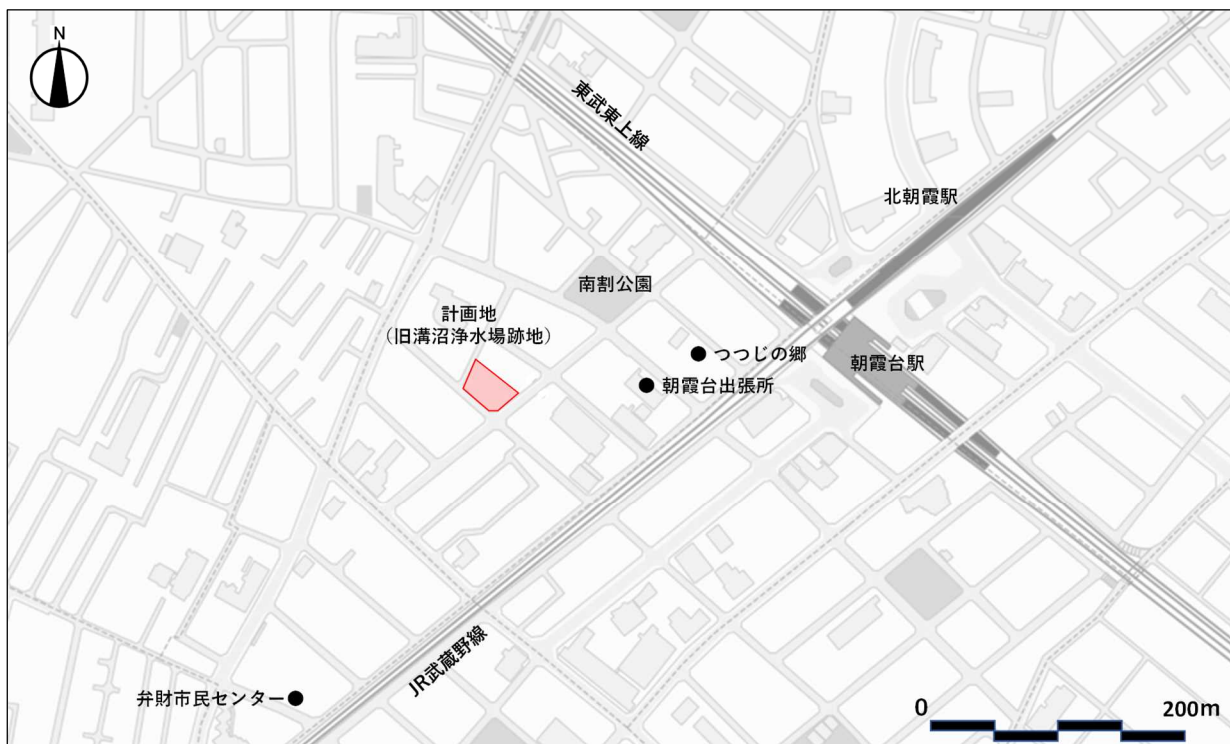 N
東武東上線
北朝霞駅
南割公園
計画地
（旧溝沼浄水場跡地）
つつじの郷
朝霞台駅
朝霞台出張所
JR武蔵野線
弁財市民センター
0
200m